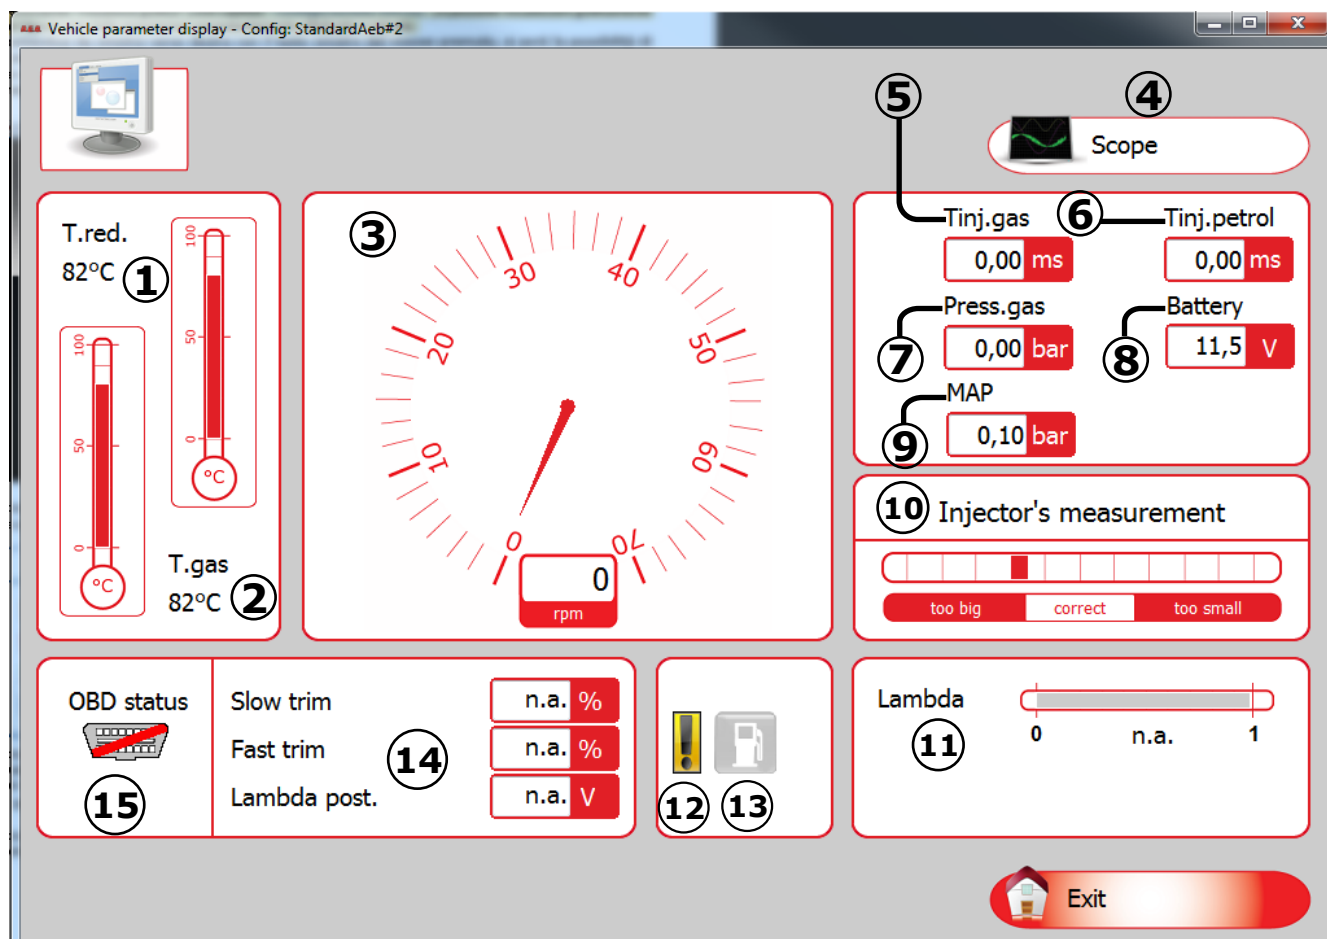 AEB Vehicle parameter display - Config: StandardAeb#2
5
4
Scope
T.red.
82°C
1
100
50
0
°C
100
50
0
°C
T.gas
82°C
2
3
0
10
20
30
40
50
60
70
0
rpm
Tinj.gas
0,00 ms
6
Tinj.petrol
0,00 ms
7
Press.gas
0,00 bar
8
Battery
11,5 V
9
MAP
0,10 bar
10
Injector's measurement
too big correct too small
OBD status
15
Slow trim n.a. %
Fast trim n.a. %
Lambda post. n.a. V
14
12
13
Lambda
11
0 n.a. 1
Exit